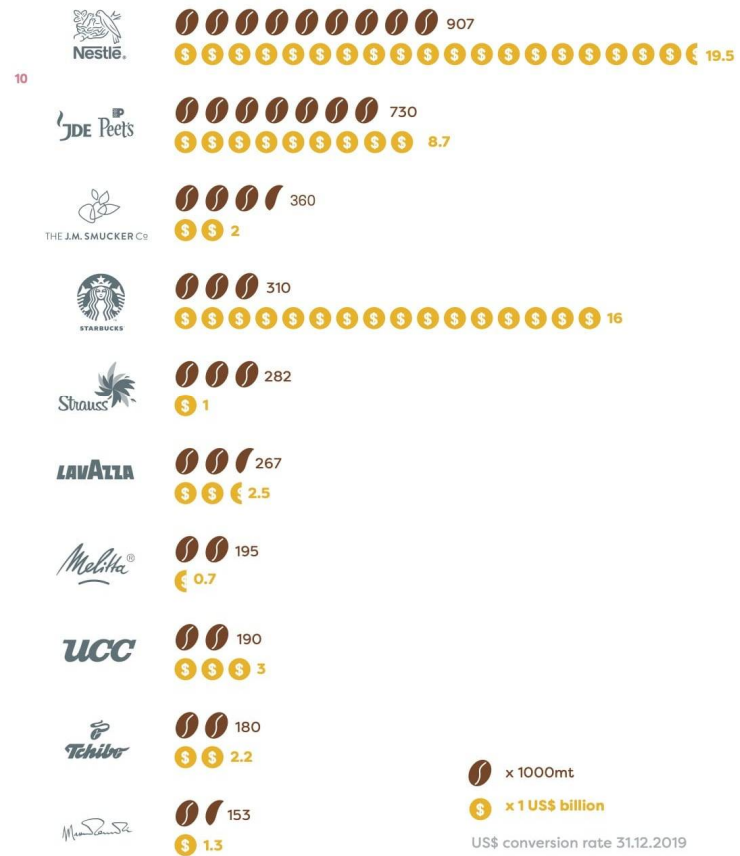 907
Nestlé®
19.5
10
JDE Peet's
730
8.7
360
THE J.M. SMUCKER Co
2
310
STARBUCKS
16
282
Strauss
1
LAVAZZA
267
2.5
Melitta®
195
0.7
UCC
190
3
Tchibo
180
2.2
x 1000mt
153
x 1 US$ billion
1.3
US$ conversion rate 31.12.2019